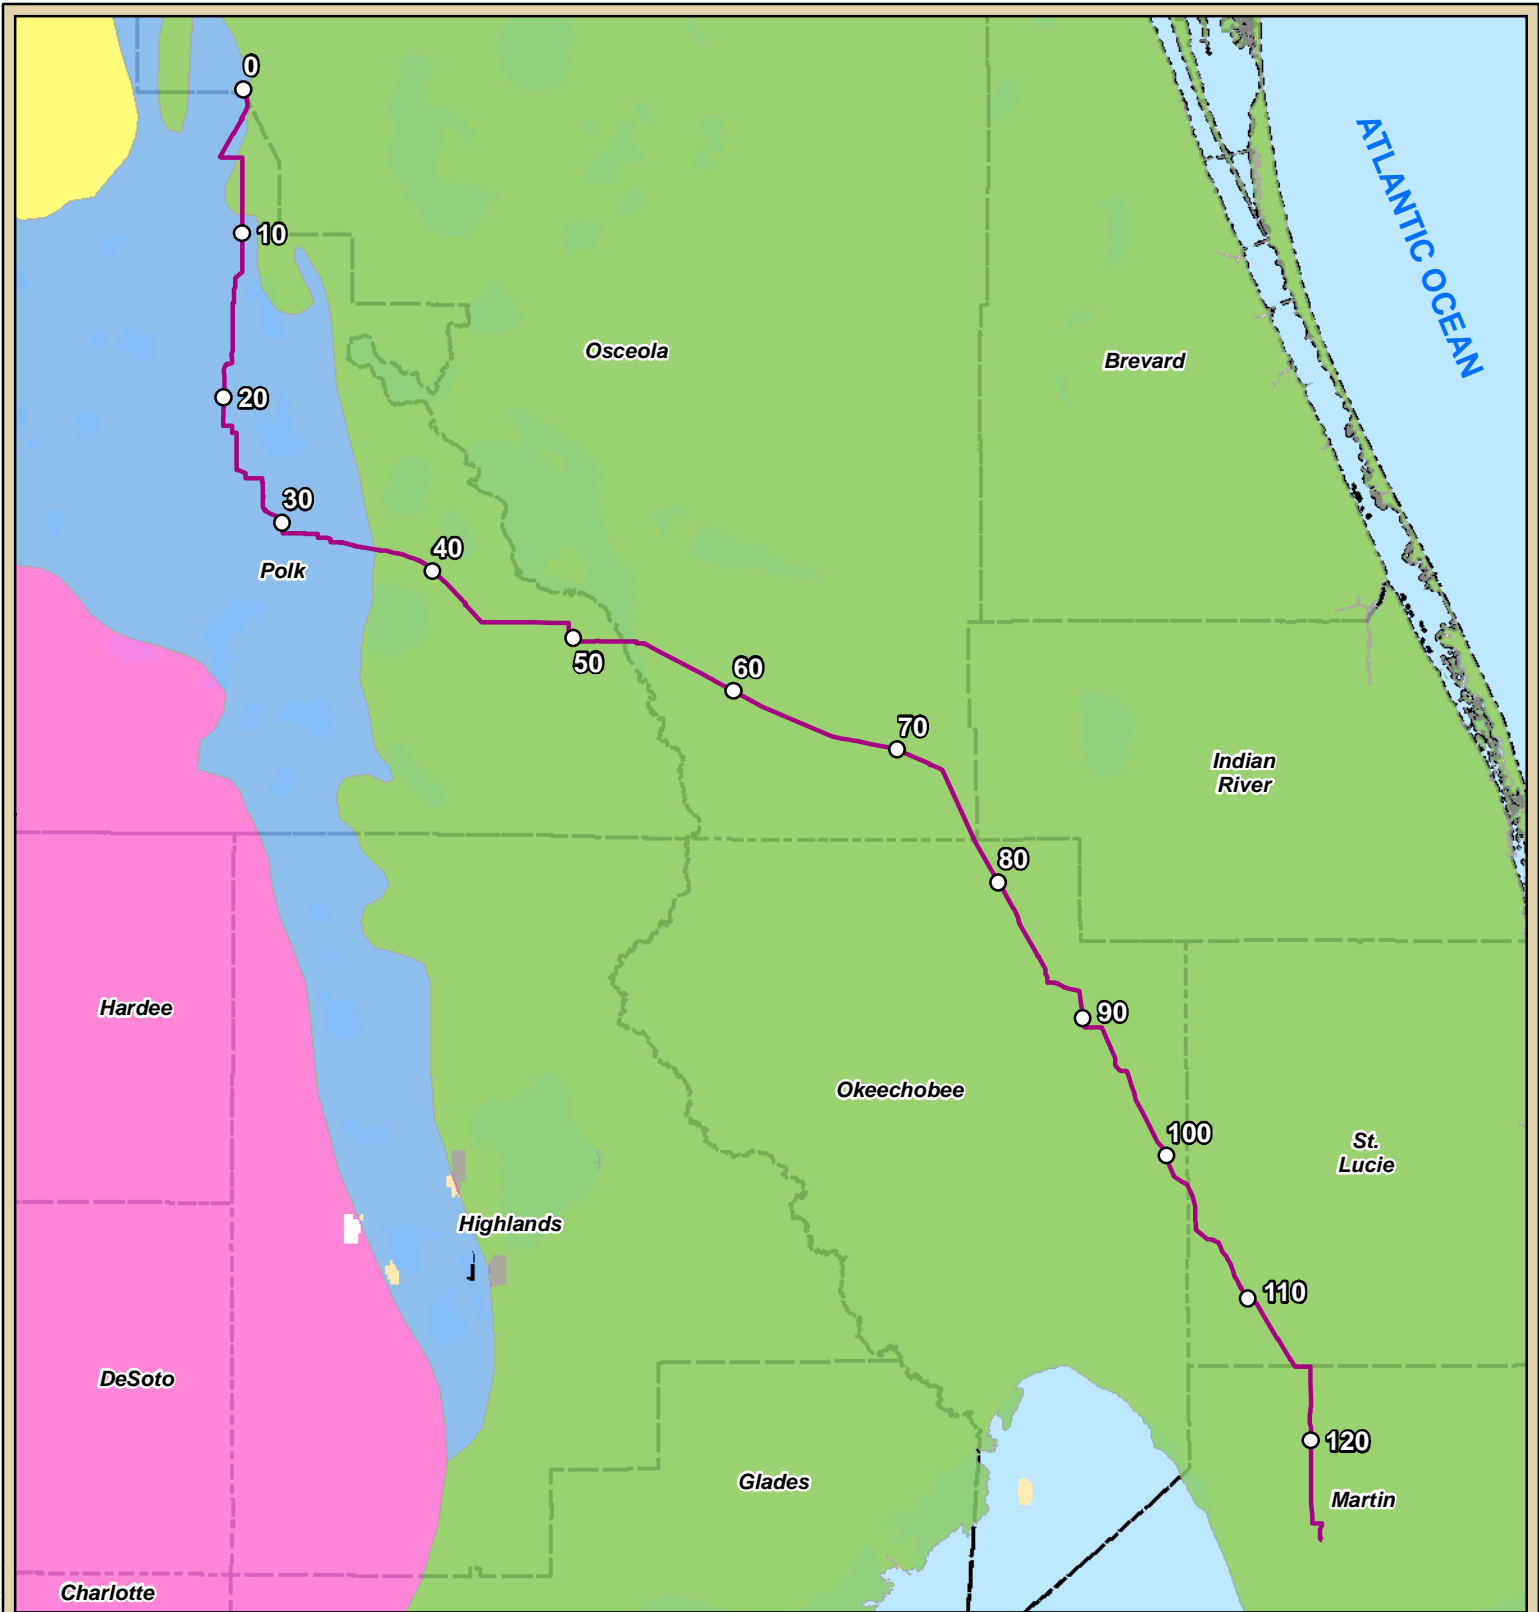 0
ATLANTIC OCEAN
10
Osceola
Brevard
20
30
40
Polk
50
60
70
Indian
River
80
Hardee
90
Okeechobee
100
St.
Lucie
Highlands
110
DeSoto
120
Glades
Martin
Charlotte